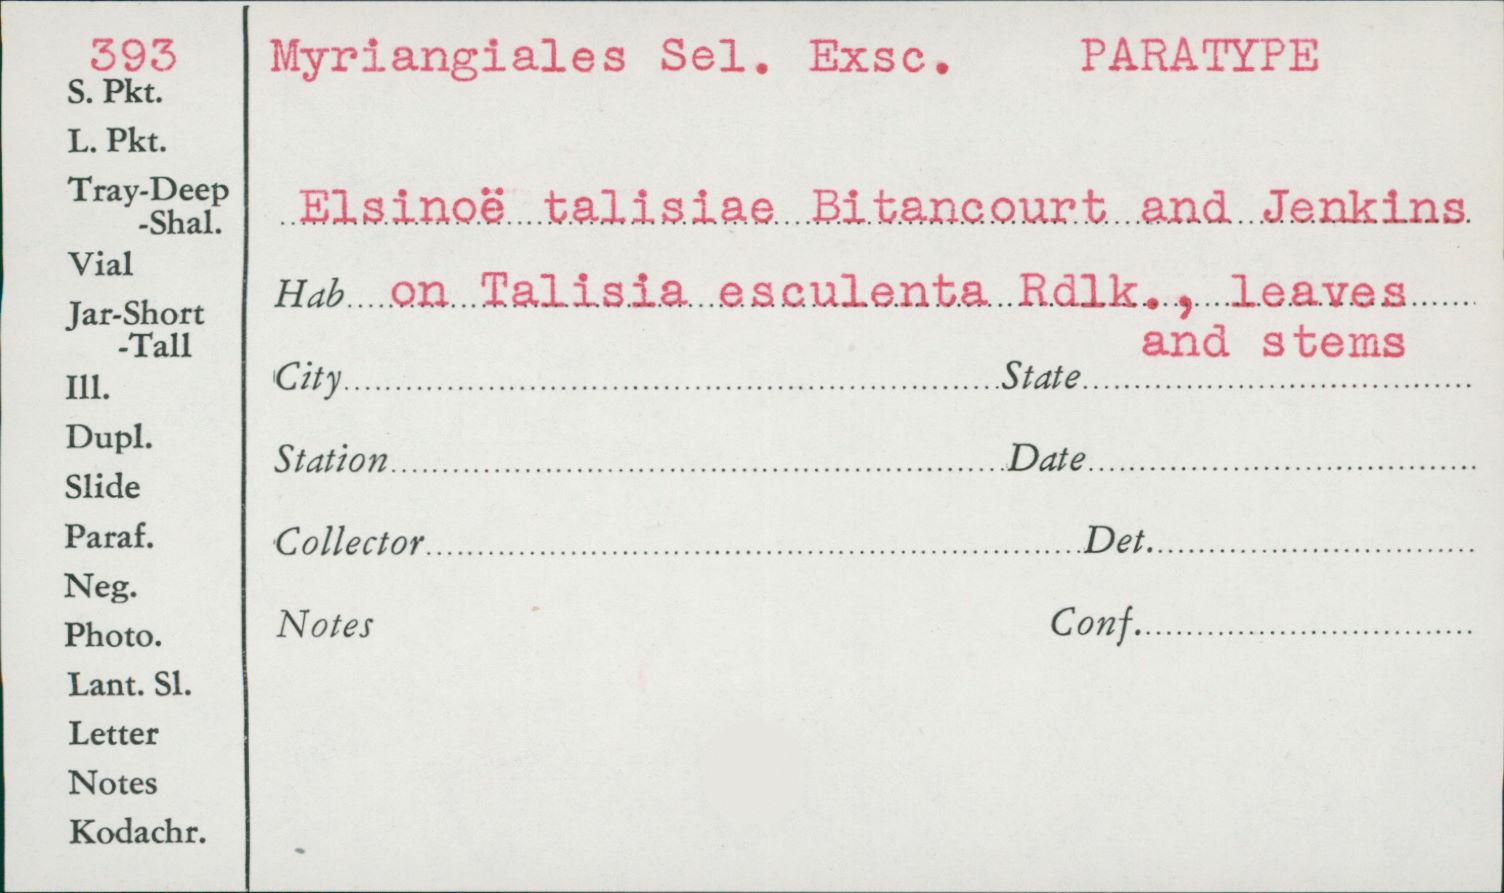 393
S. Pkt.
L. Pkt.
Tray-Deep
-Shal.
Vial
Jar-Short
-Tall
Ill.
Dupl.
Slide
Paraf.
Neg.
Photo.
Lant. Sl.
Letter
Notes
Kodachr.
Myriangiales Sel. Exsc. PARATYPE
Elsinoë talisiae Bitancourt and Jenkins
Hab on Talisia esculenta Rdlk., leaves
and stems
City State
Station Date
Collector Det.
Notes Conf.